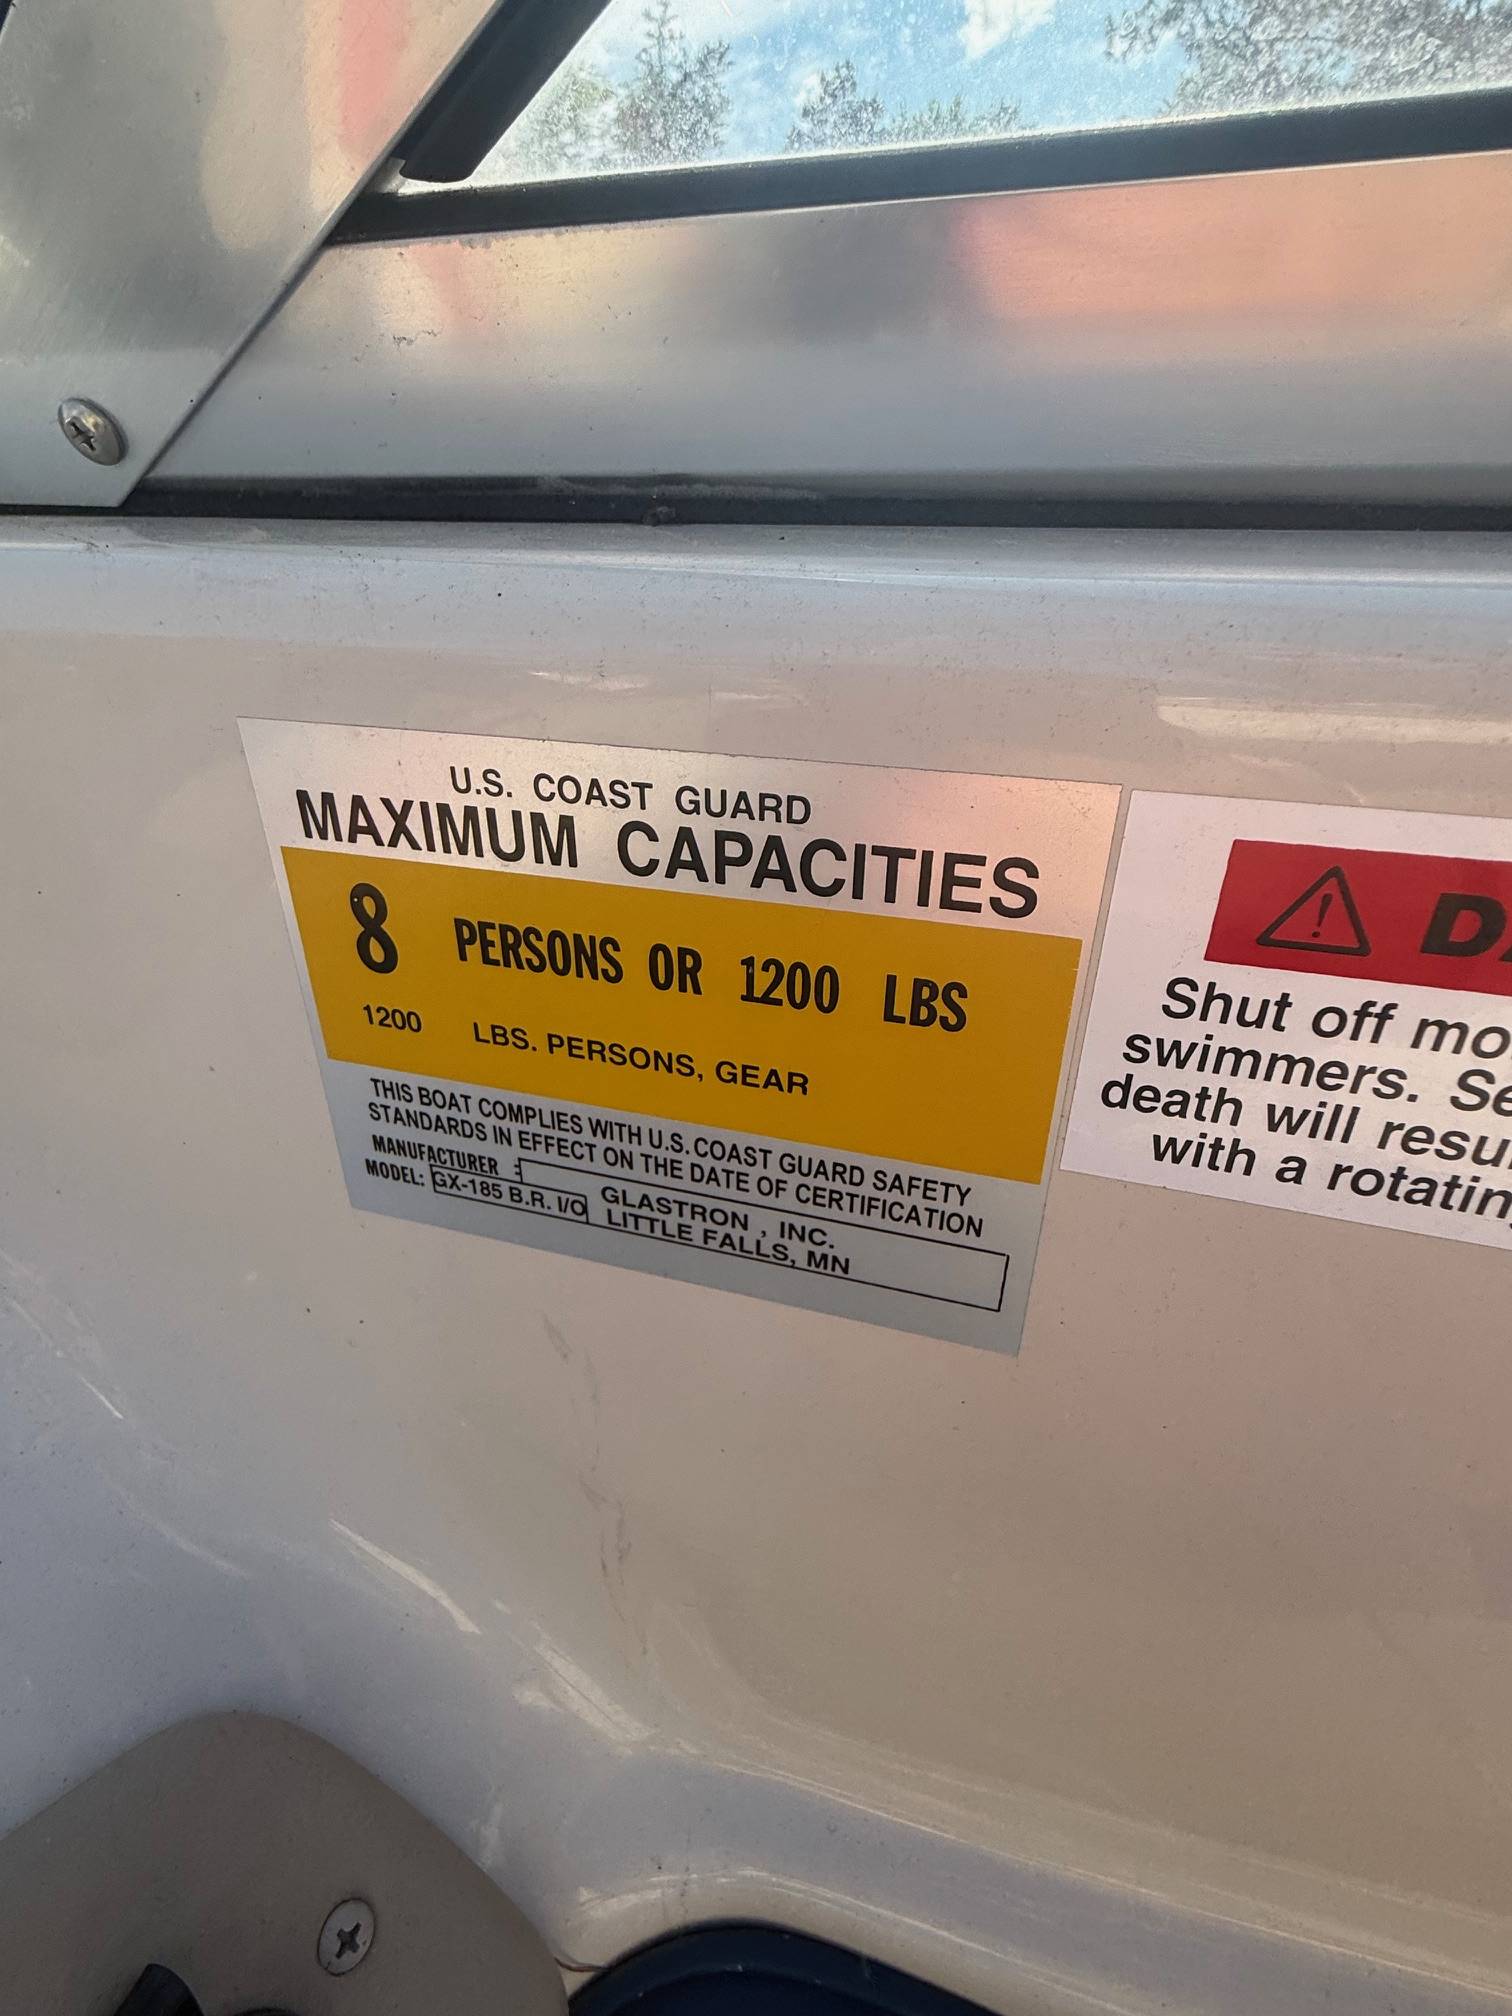 U.S. COAST GUARD
MAXIMUM CAPACITIES
8 PERSONS OR 1200 LBS
1200 LBS. PERSONS, GEAR
THIS BOAT COMPLIES WITH U.S. COAST GUARD SAFETY
STANDARDS IN EFFECT ON THE DATE OF CERTIFICATION
MANUFACTURER :
MODEL: GX-185 B.R. I/O
GLASTRON , INC.
LITTLE FALLS, MN
Shut off mo
swimmers. Se
death will resu
with a rotatin